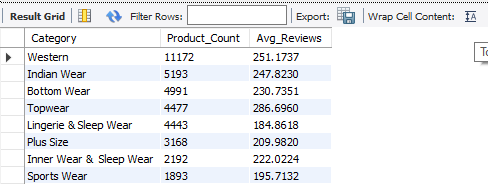 Result Grid Filter Rows: Export: Wrap Cell Content: IA
Category Product_Count Avg_Reviews
Western 11172 251.1737
Indian Wear 5193 247.8230
Bottom Wear 4991 230.7351
Topwear 4477 286.6960
Lingerie & Sleep Wear 4443 184.8618
Plus Size 3168 209.9820
Inner Wear & Sleep Wear 2192 222.0224
Sports Wear 1893 195.7132